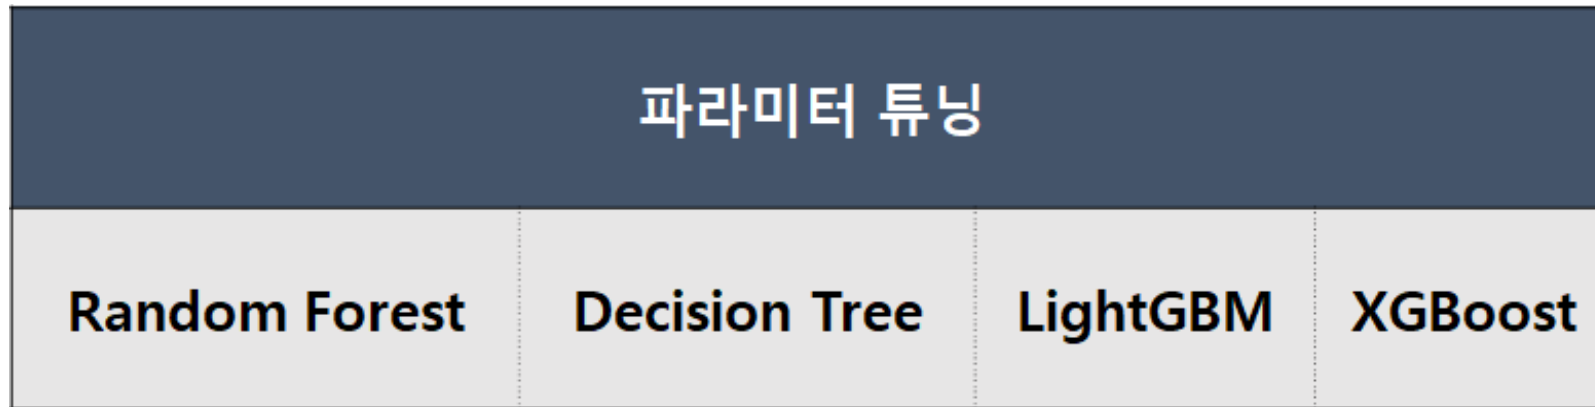 파라미터 튜닝
Random Forest Decision Tree LightGBM XGBoost